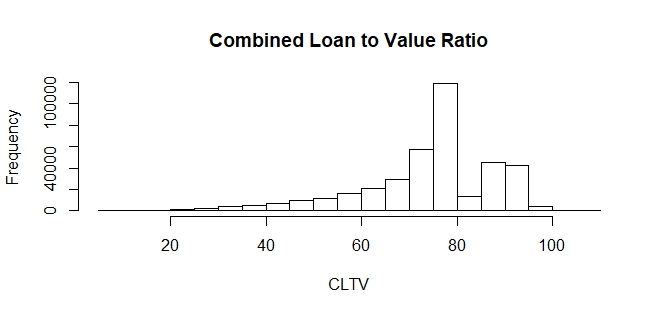 Combined Loan to Value Ratio
Frequency
100000
40000
0
20 40 60 80 100
CLTV